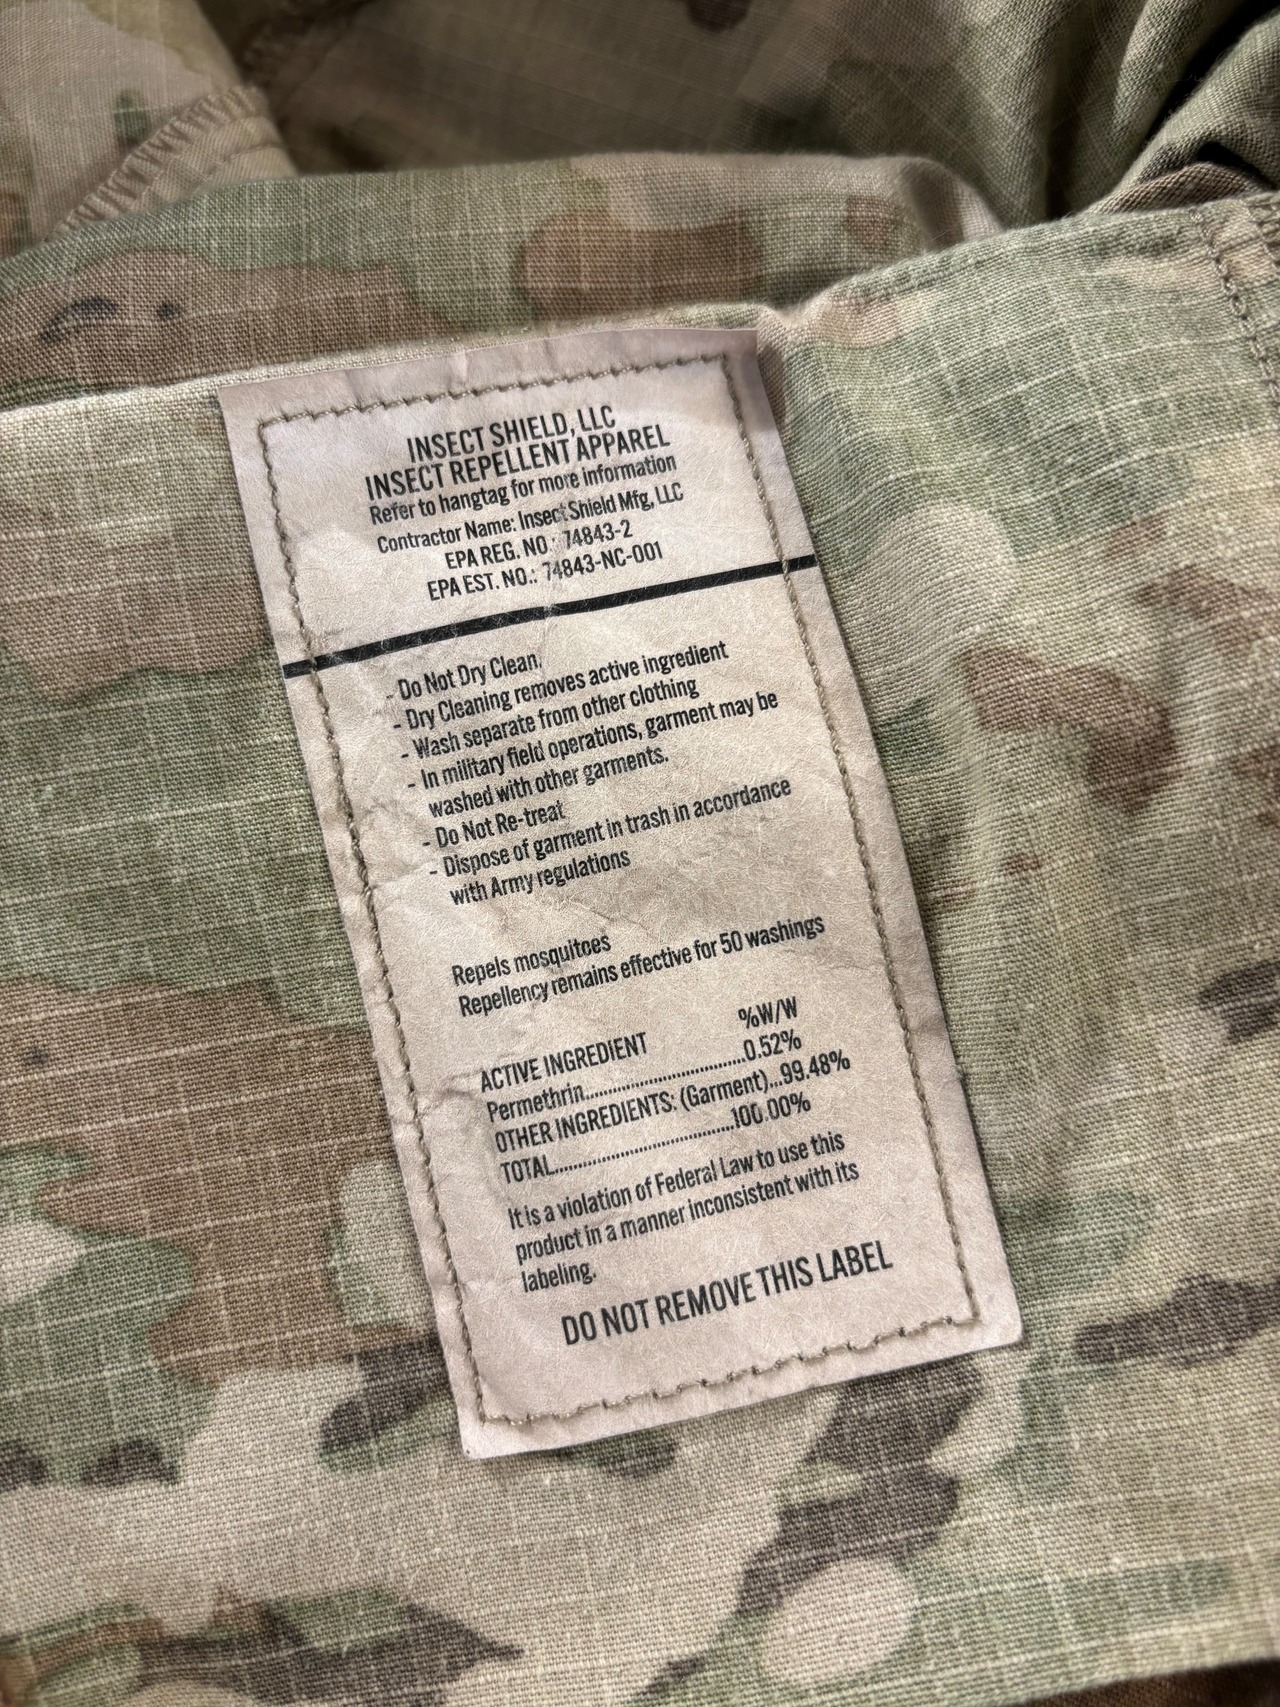 INSECT SHIELD, LLC
INSECT REPELLENT APPAREL
Refer to hangtag for more information
Contractor Name: Insect Shield Mfg, LLC
EPA REG. NO.: 74843-2
EPA EST. NO.: 74843-NC-001
- Do Not Dry Clean.
- Dry Cleaning removes active ingredient
- Wash separate from other clothing
- In military field operations, garment may be
washed with other garments.
- Do Not Re-treat
- Dispose of garment in trash in accordance
with Army regulations
Repels mosquitoes
Repellency remains effective for 50 washings
%W/W
ACTIVE INGREDIENT
Permethrin..............................0.52%
OTHER INGREDIENTS: (Garment)...99.48%
TOTAL..................................100.00%
It is a violation of Federal Law to use this
product in a manner inconsistent with its
labeling.
DO NOT REMOVE THIS LABEL